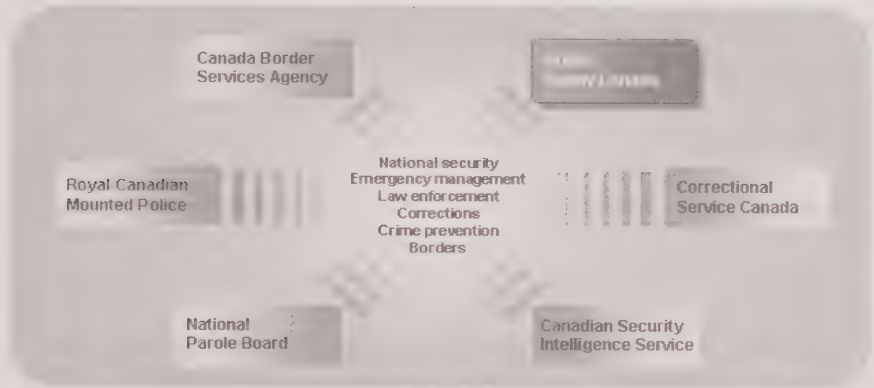 Canada Border
Services Agency
Royal Canadian
Mounted Police
National security
Emergency management
Law enforcement
Corrections
Crime prevention
Borders
Correctional
Service Canada
National
Parole Board
Canadian Security
Intelligence Service